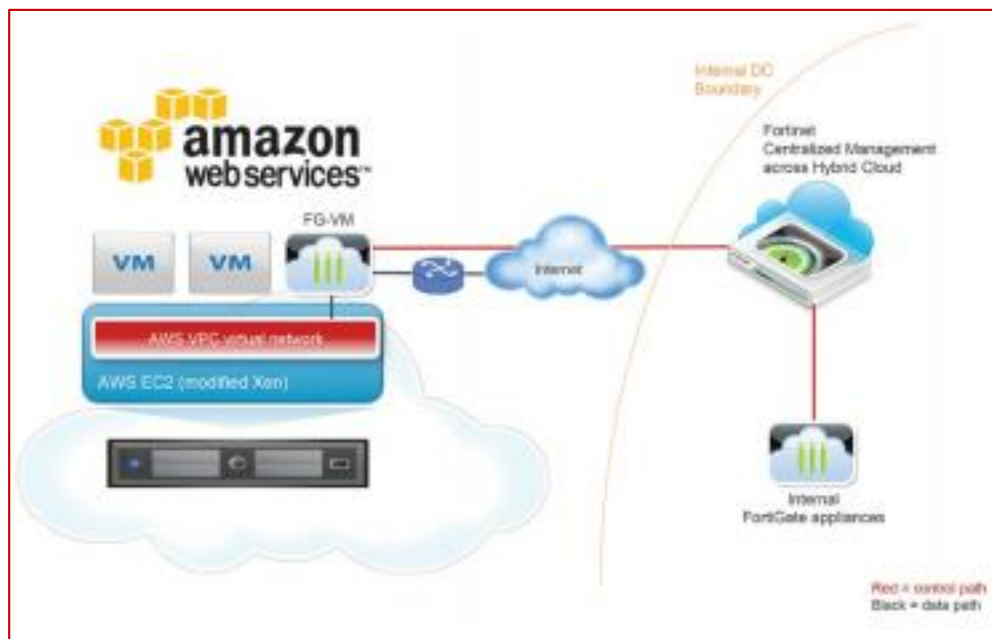 amazon
web services™
FG-VM
VM
VM
AWS VPC virtual network
AWS EC2 (modified Xen)
Internet
Internal DC
Boundary
Fortinet
Centralized Management
across Hybrid Cloud
Internal
FortiGate appliances
Red = control path
Black = data path